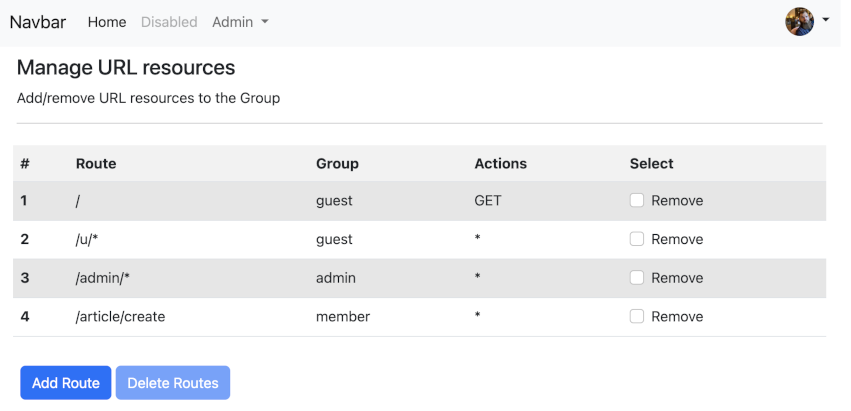 Navbar Home Disabled Admin
Manage URL resources
Add/remove URL resources to the Group
# Route Group Actions Select
1 / guest GET Remove
2 /u/* guest * Remove
3 /admin/* admin * Remove
4 /article/create member * Remove
Add Route Delete Routes